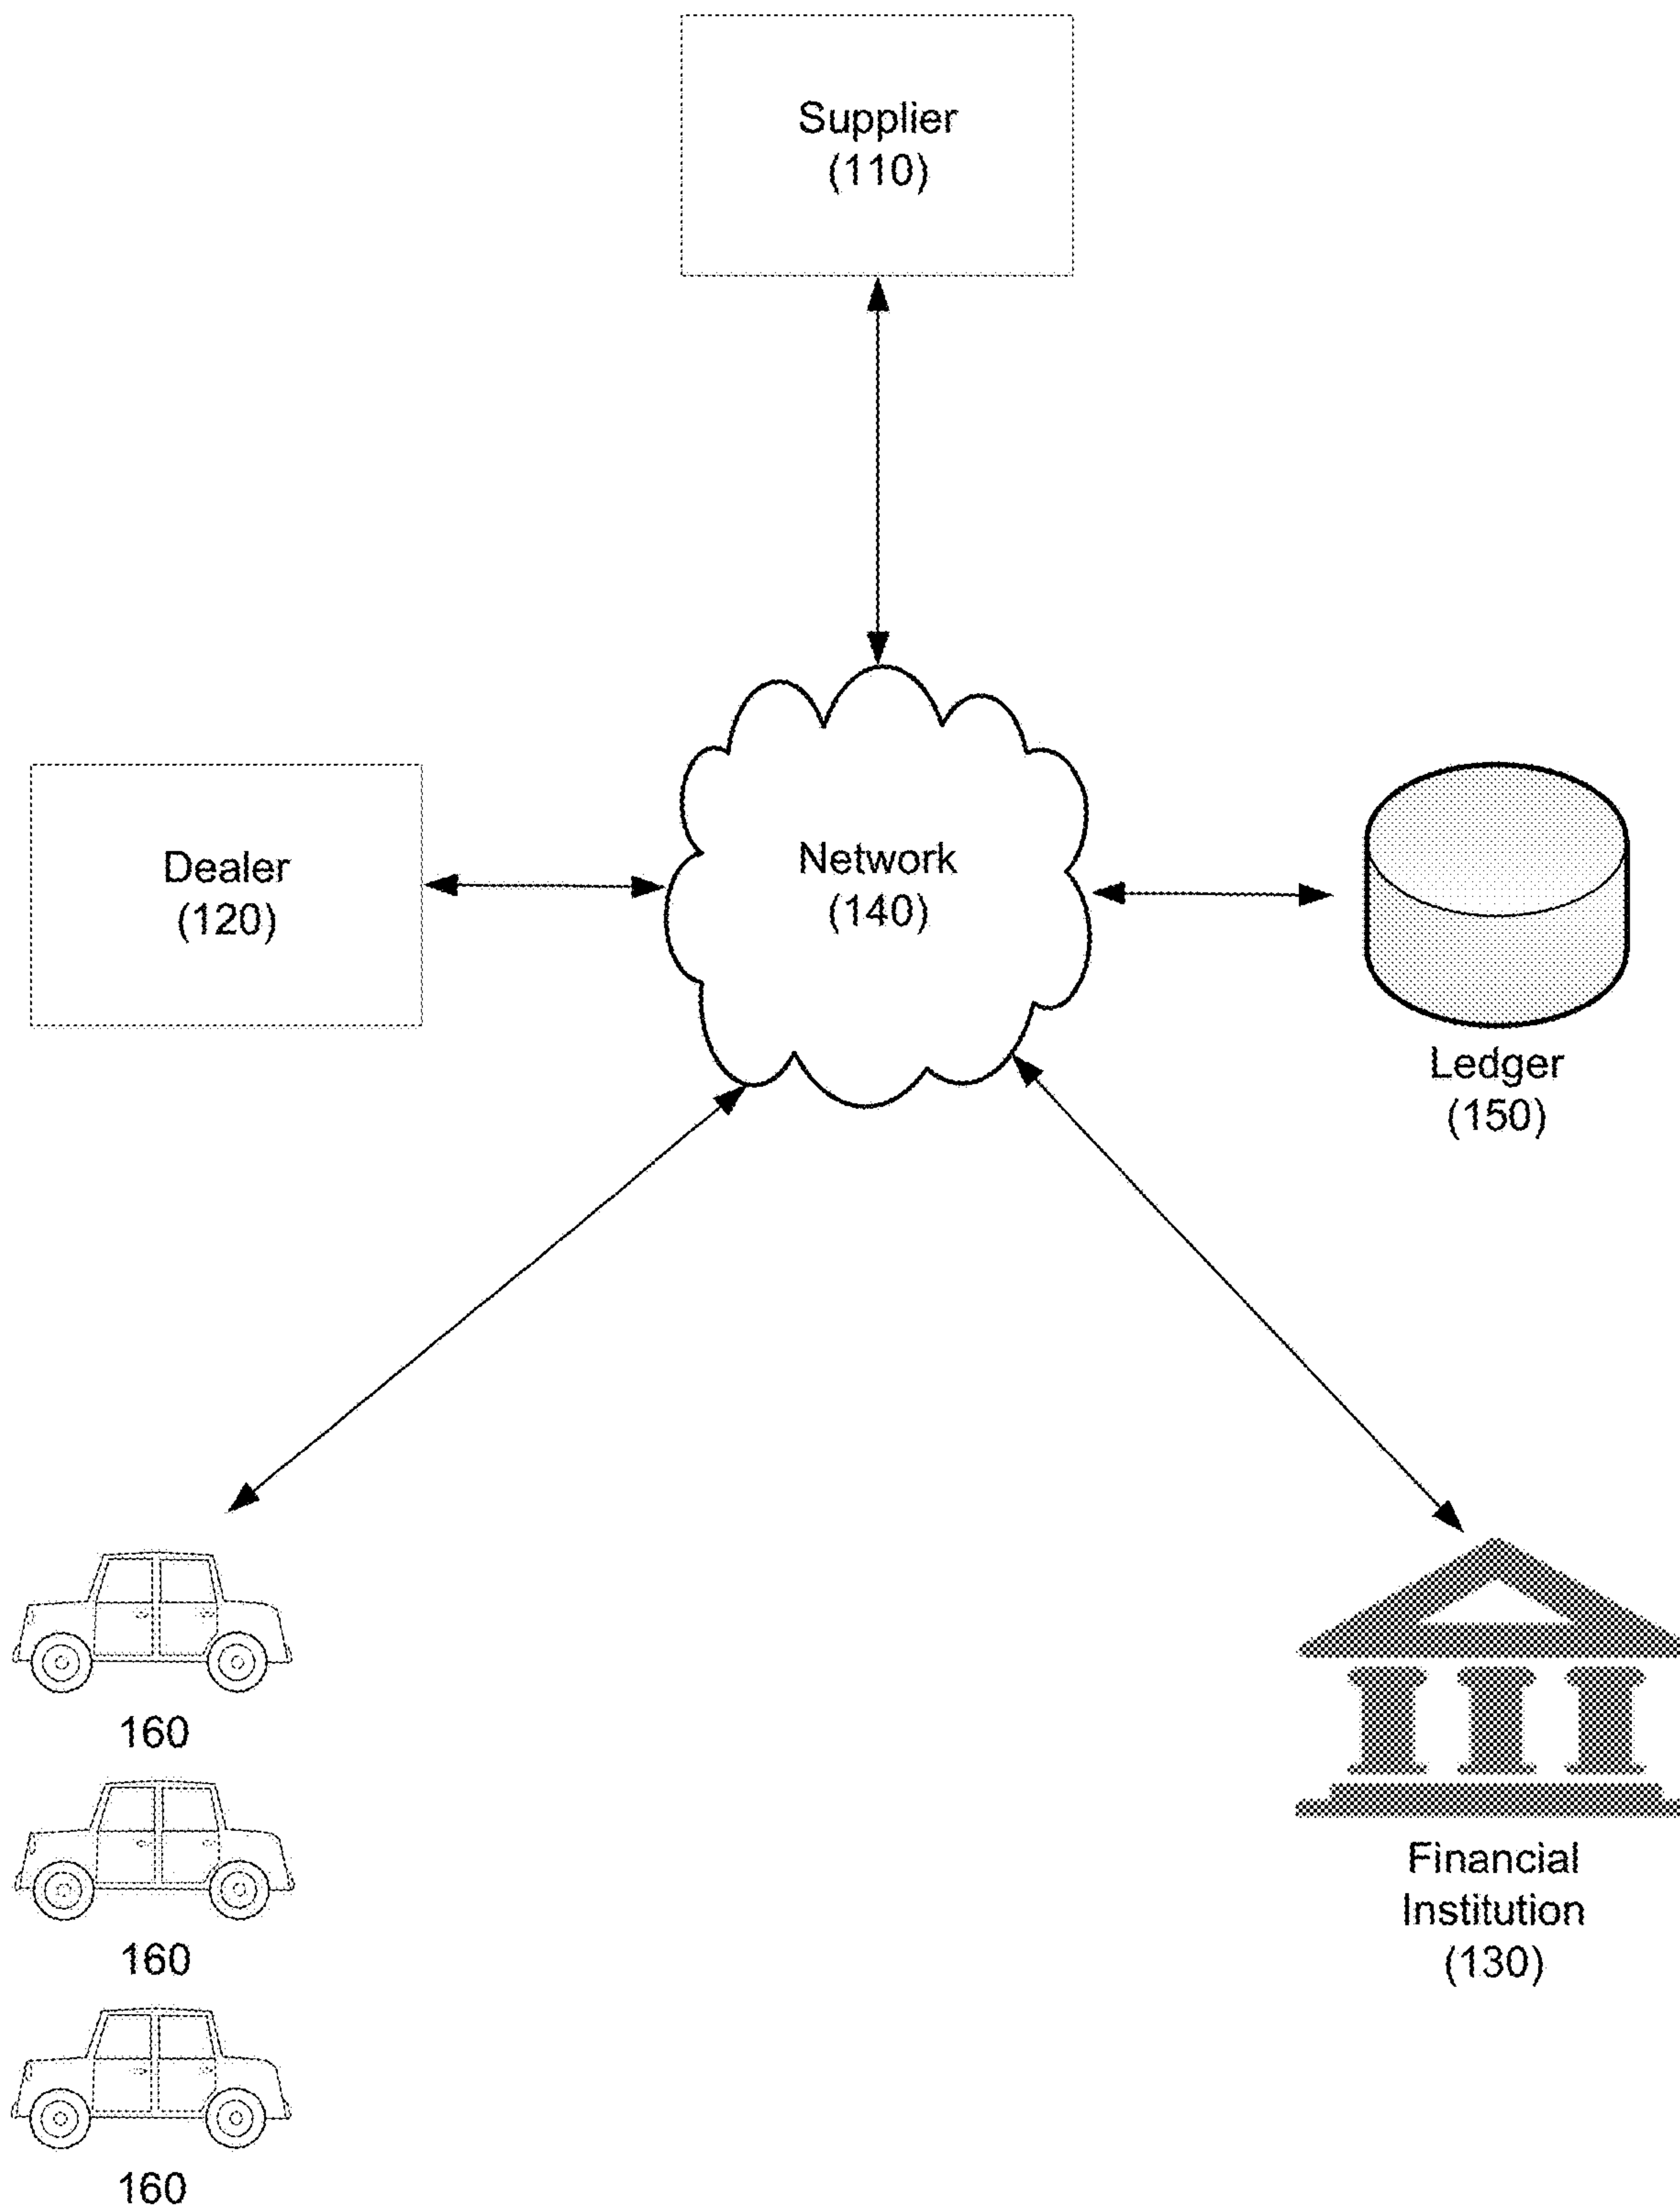 Supplier
(110)
Dealer
(120)
Network
(140)
Ledger
(150)
160
160
160
Financial
Institution
(130)